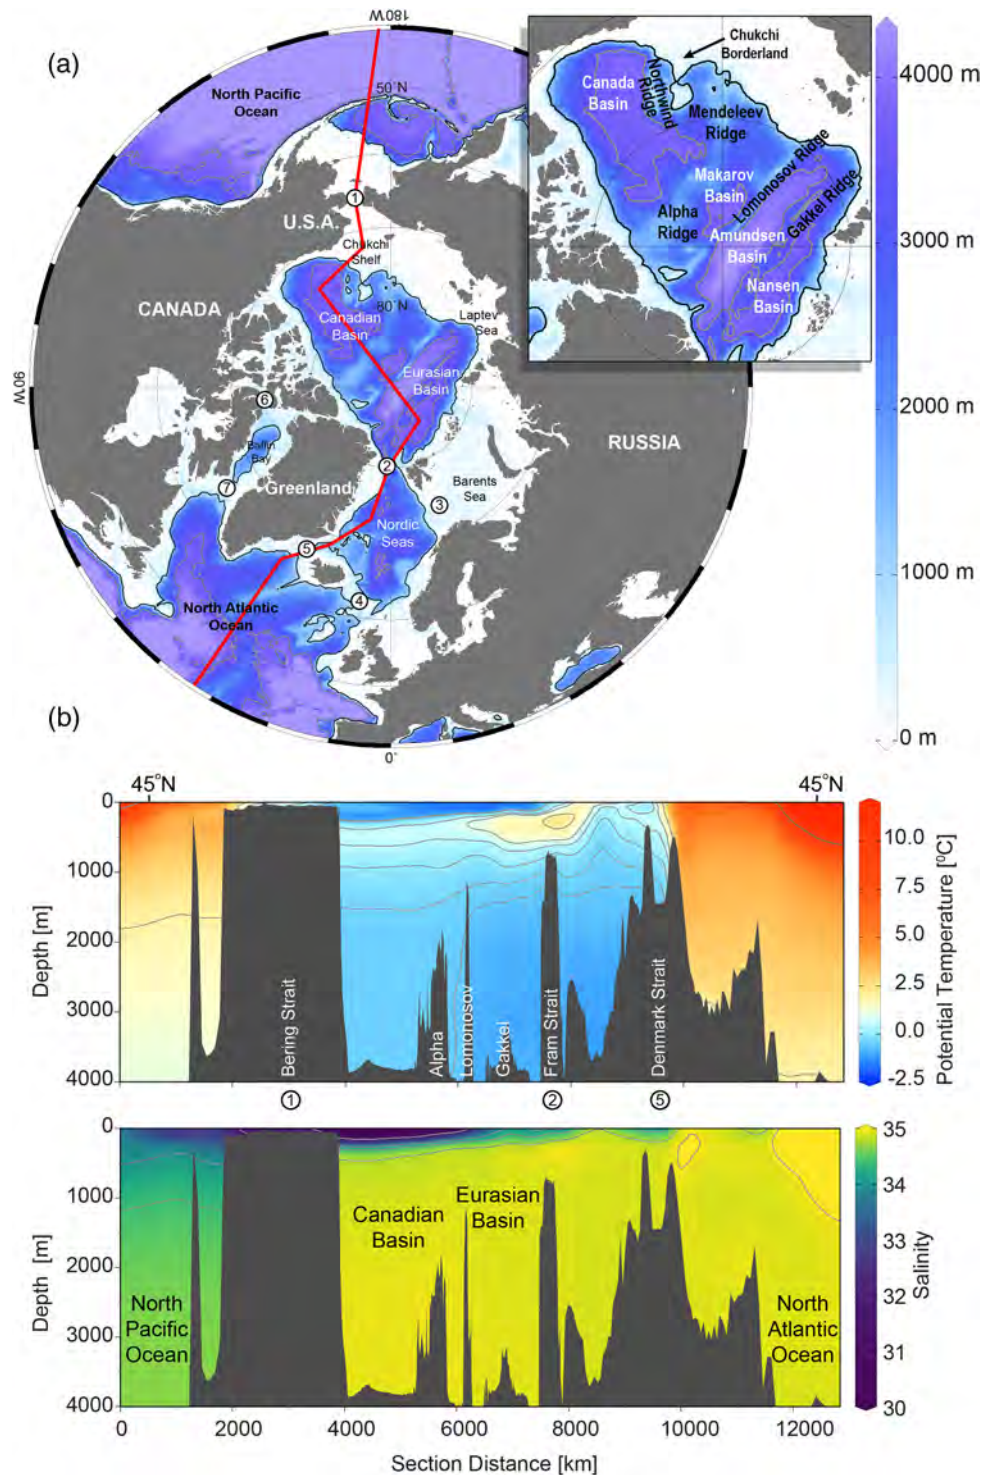 (a)
180°W
50°N
North Pacific
Ocean
1
U.S.A.
Chukchi
Shelf
CANADA
80°N
Canadian
Basin
Laptev
Sea
90°W
Eurasian
Basin
6
RUSSIA
Baffin
Bay
2
7
Greenland
Barents
Sea
3
Nordic
Seas
5
4
North Atlantic
Ocean
0°
Chukchi
Borderland
Canada
Basin
Northwind
Ridge
Mendeleev
Ridge
Makarov
Basin
Lomonosov Ridge
Alpha
Ridge
Gakkel Ridge
Amundsen
Basin
Nansen
Basin
4000 m
3000 m
2000 m
1000 m
0 m
(b)
45°N
45°N
0
1000
2000
3000
4000
Depth [m]
Bering Strait
Alpha
Lomonosov
Gakkel
Fram Strait
Denmark Strait
10.0
7.5
5.0
2.5
0.0
-2.5
Potential Temperature [⁰C]
1
2
5
0
1000
2000
3000
4000
Depth [m]
North
Pacific
Ocean
Canadian
Basin
Eurasian
Basin
North
Atlantic
Ocean
35
34
33
32
31
30
Salinity
0
2000
4000
6000
8000
10000
12000
Section Distance [km]